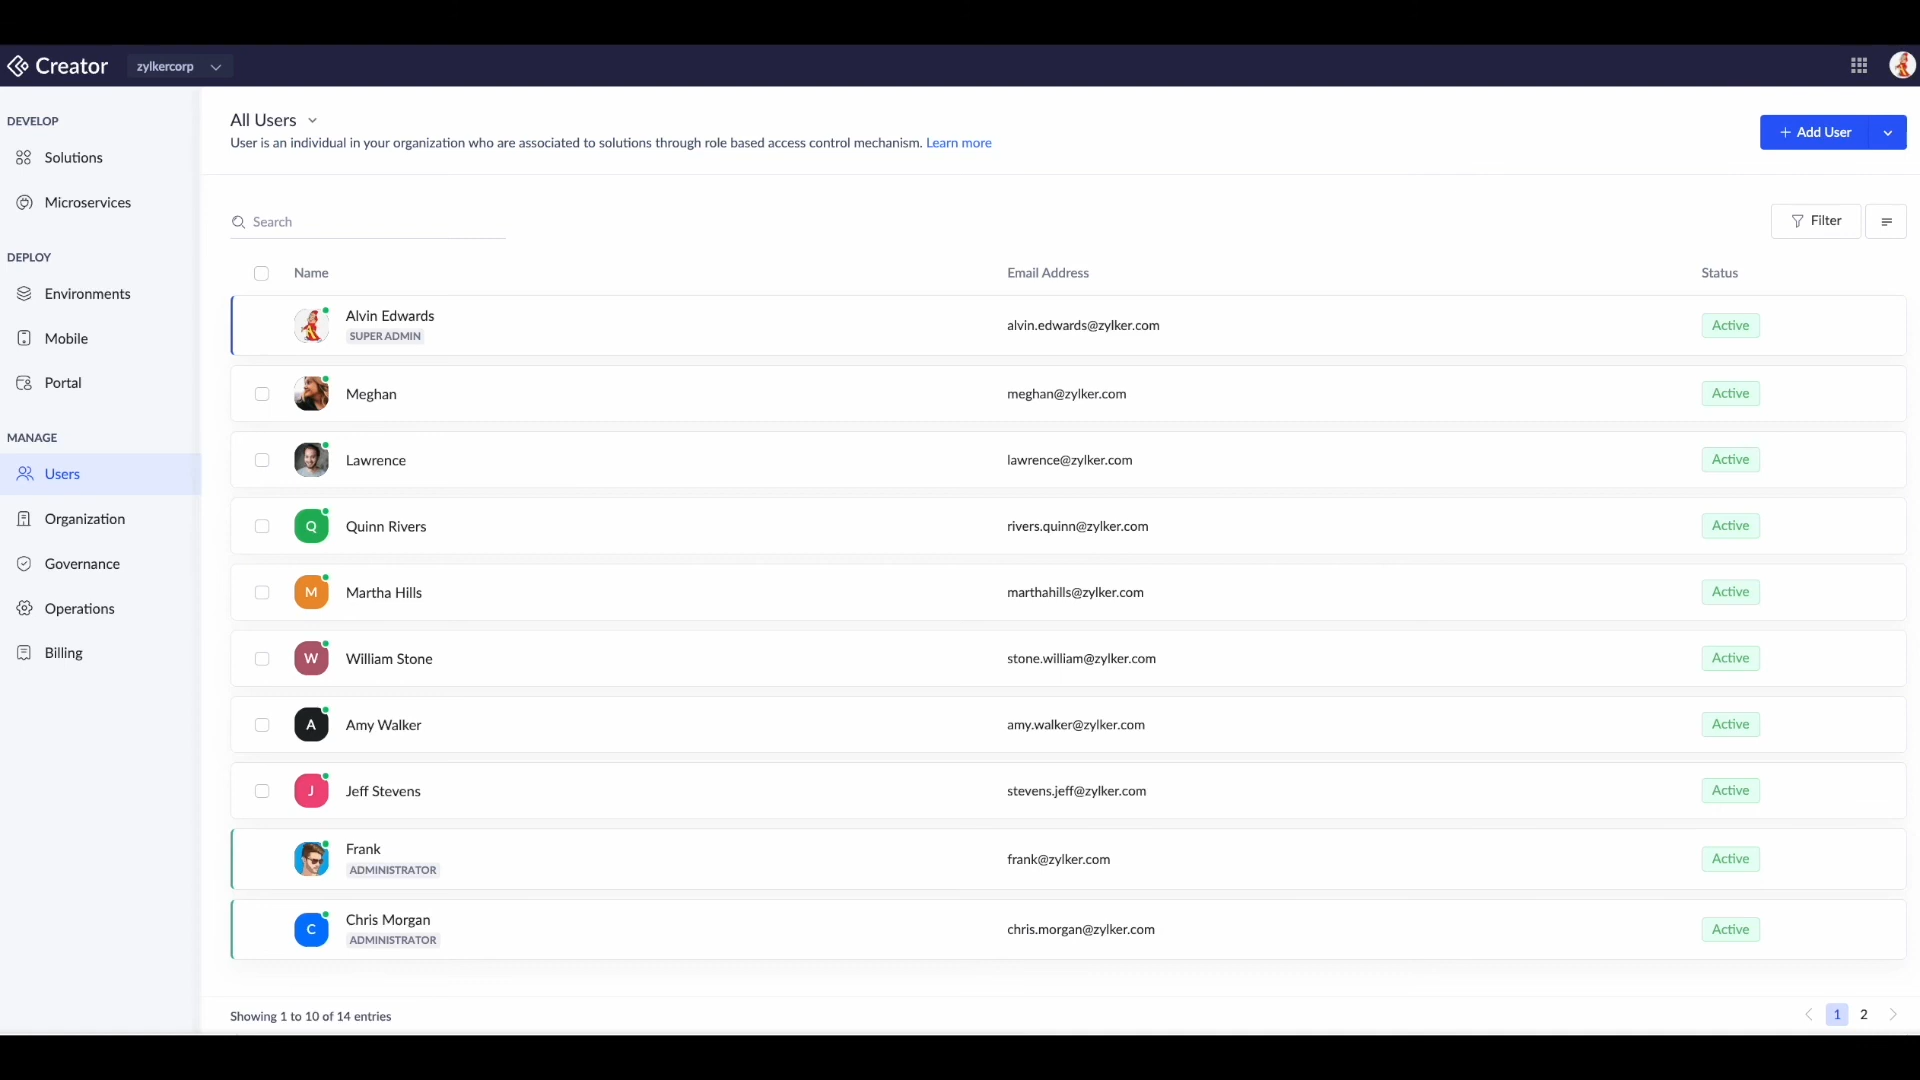 Creator
zylkercorp
DEVELOP
Solutions
Microservices
DEPLOY
Environments
Mobile
Portal
MANAGE
Users
Organization
Governance
Operations
Billing
All Users
User is an individual in your organization who are associated to solutions through role based access control mechanism. Learn more
+ Add User
Search
Filter
Name Email Address Status
Alvin Edwards
SUPER ADMIN
alvin.edwards@zylker.com Active
Meghan meghan@zylker.com Active
Lawrence lawrence@zylker.com Active
Q Quinn Rivers rivers.quinn@zylker.com Active
M Martha Hills marthahills@zylker.com Active
W William Stone stone.william@zylker.com Active
A Amy Walker amy.walker@zylker.com Active
J Jeff Stevens stevens.jeff@zylker.com Active
Frank
ADMINISTRATOR
frank@zylker.com Active
C Chris Morgan
ADMINISTRATOR
chris.morgan@zylker.com Active
Showing 1 to 10 of 14 entries
1 2